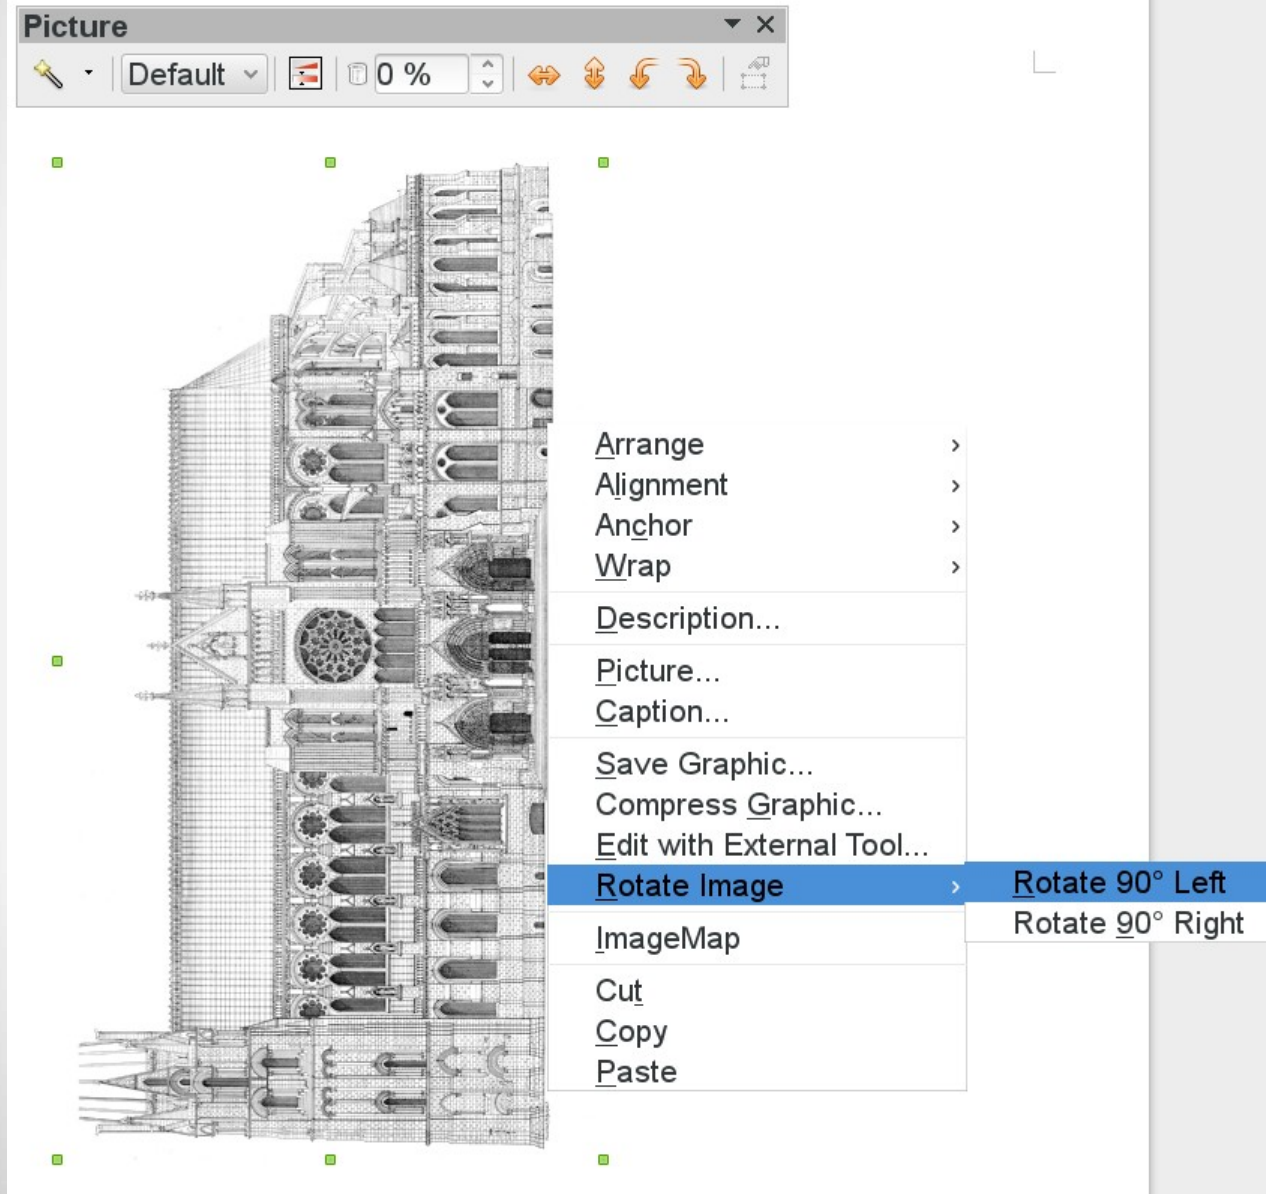 Picture
Default
0 %
Arrange
Alignment
Anchor
Wrap
Description...
Picture...
Caption...
Save Graphic...
Compress Graphic...
Edit with External Tool...
Rotate Image
Rotate 90° Left
Rotate 90° Right
ImageMap
Cut
Copy
Paste